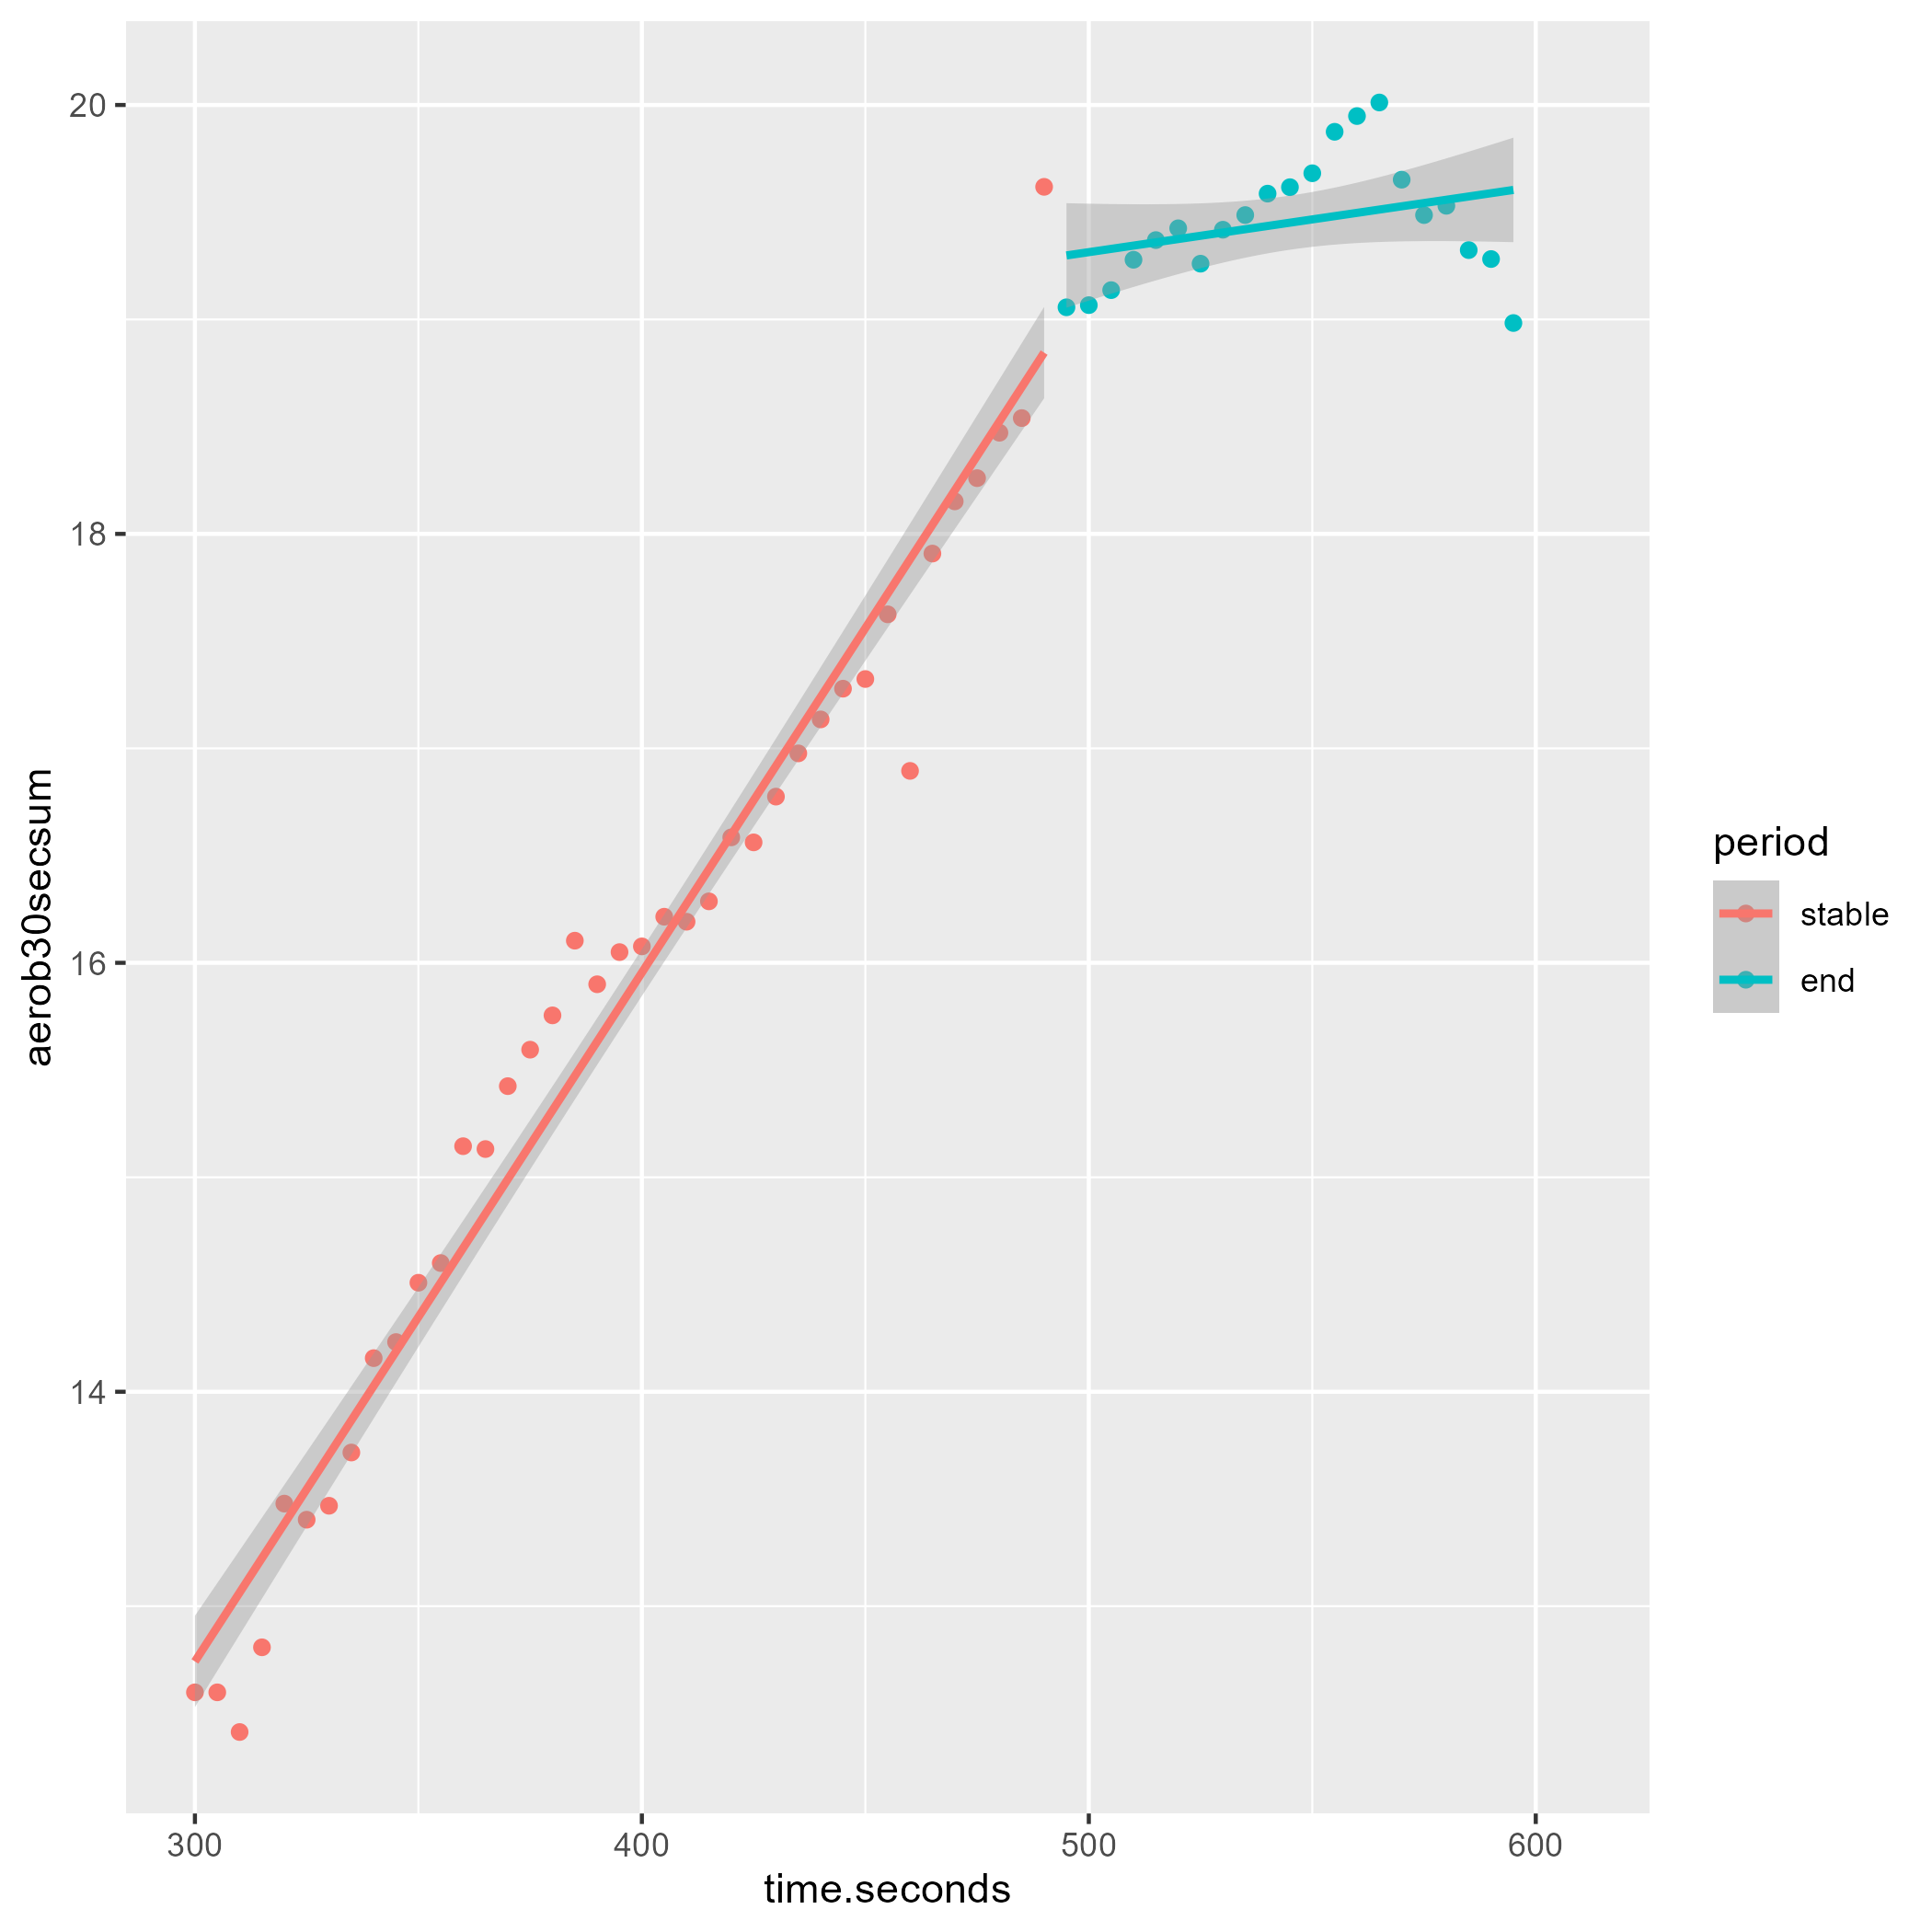 20
18
16
14
aerob30secsum
300 400 500 600
time.seconds
period
stable
end